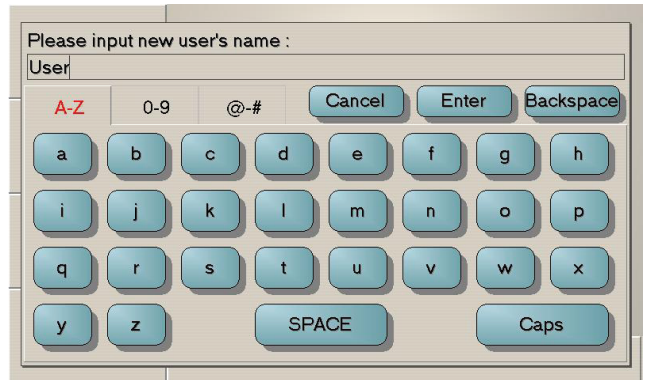 Please input new user's name :
User
A-Z 0-9 @-# Cancel Enter Backspace
a b c d e f g h
i j k l m n o p
q r s t u v w x
y z SPACE Caps